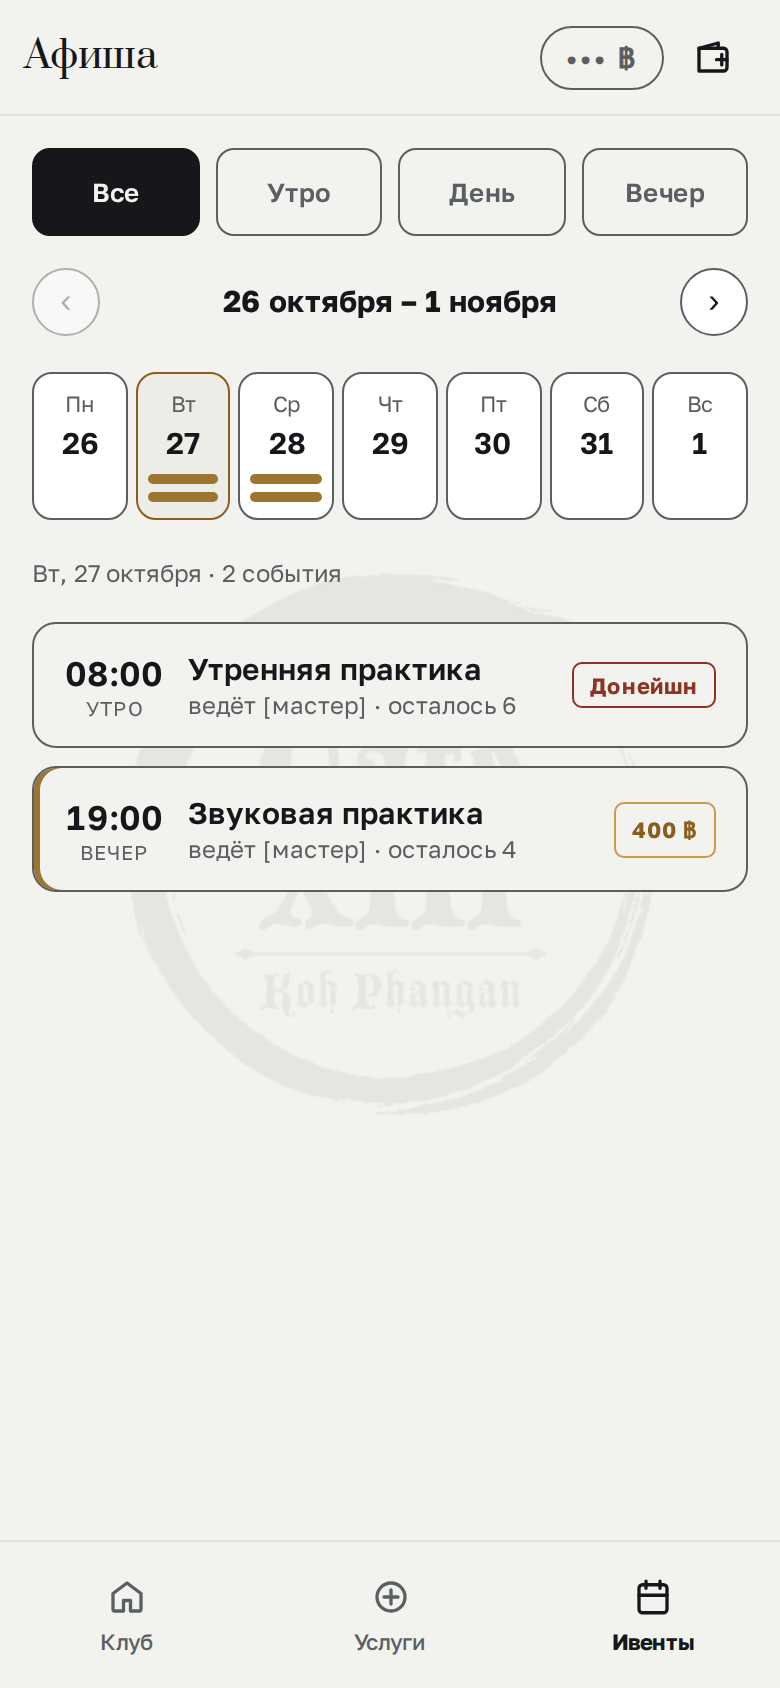 Афиша
••• ฿
Все Утро День Вечер
‹ 26 октября – 1 ноября ›
Пн Вт Ср Чт Пт Сб Вс
26 27 28 29 30 31 1
Вт, 27 октября · 2 события
08:00 Утренняя практика Донейшн
УТРО ведёт [мастер] · осталось 6
19:00 Звуковая практика 400 ฿
ВЕЧЕР ведёт [мастер] · осталось 4
XIII
Koh Phangan
Клуб Услуги Ивенты